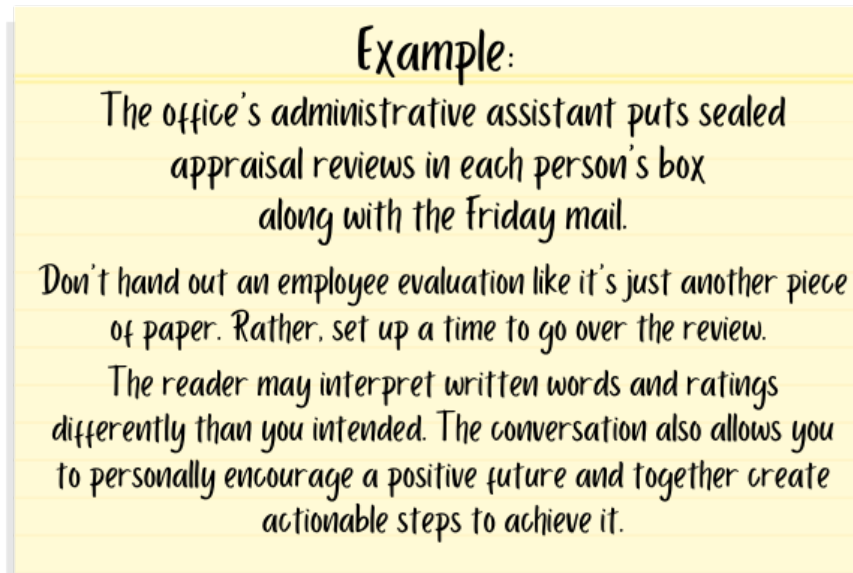 Example:
The office's administrative assistant puts sealed
appraisal reviews in each person's box
along with the Friday mail.
Don't hand out an employee evaluation like it's just another piece
of paper. Rather, set up a time to go over the review.
The reader may interpret written words and ratings
differently than you intended. The conversation also allows you
to personally encourage a positive future and together create
actionable steps to achieve it.